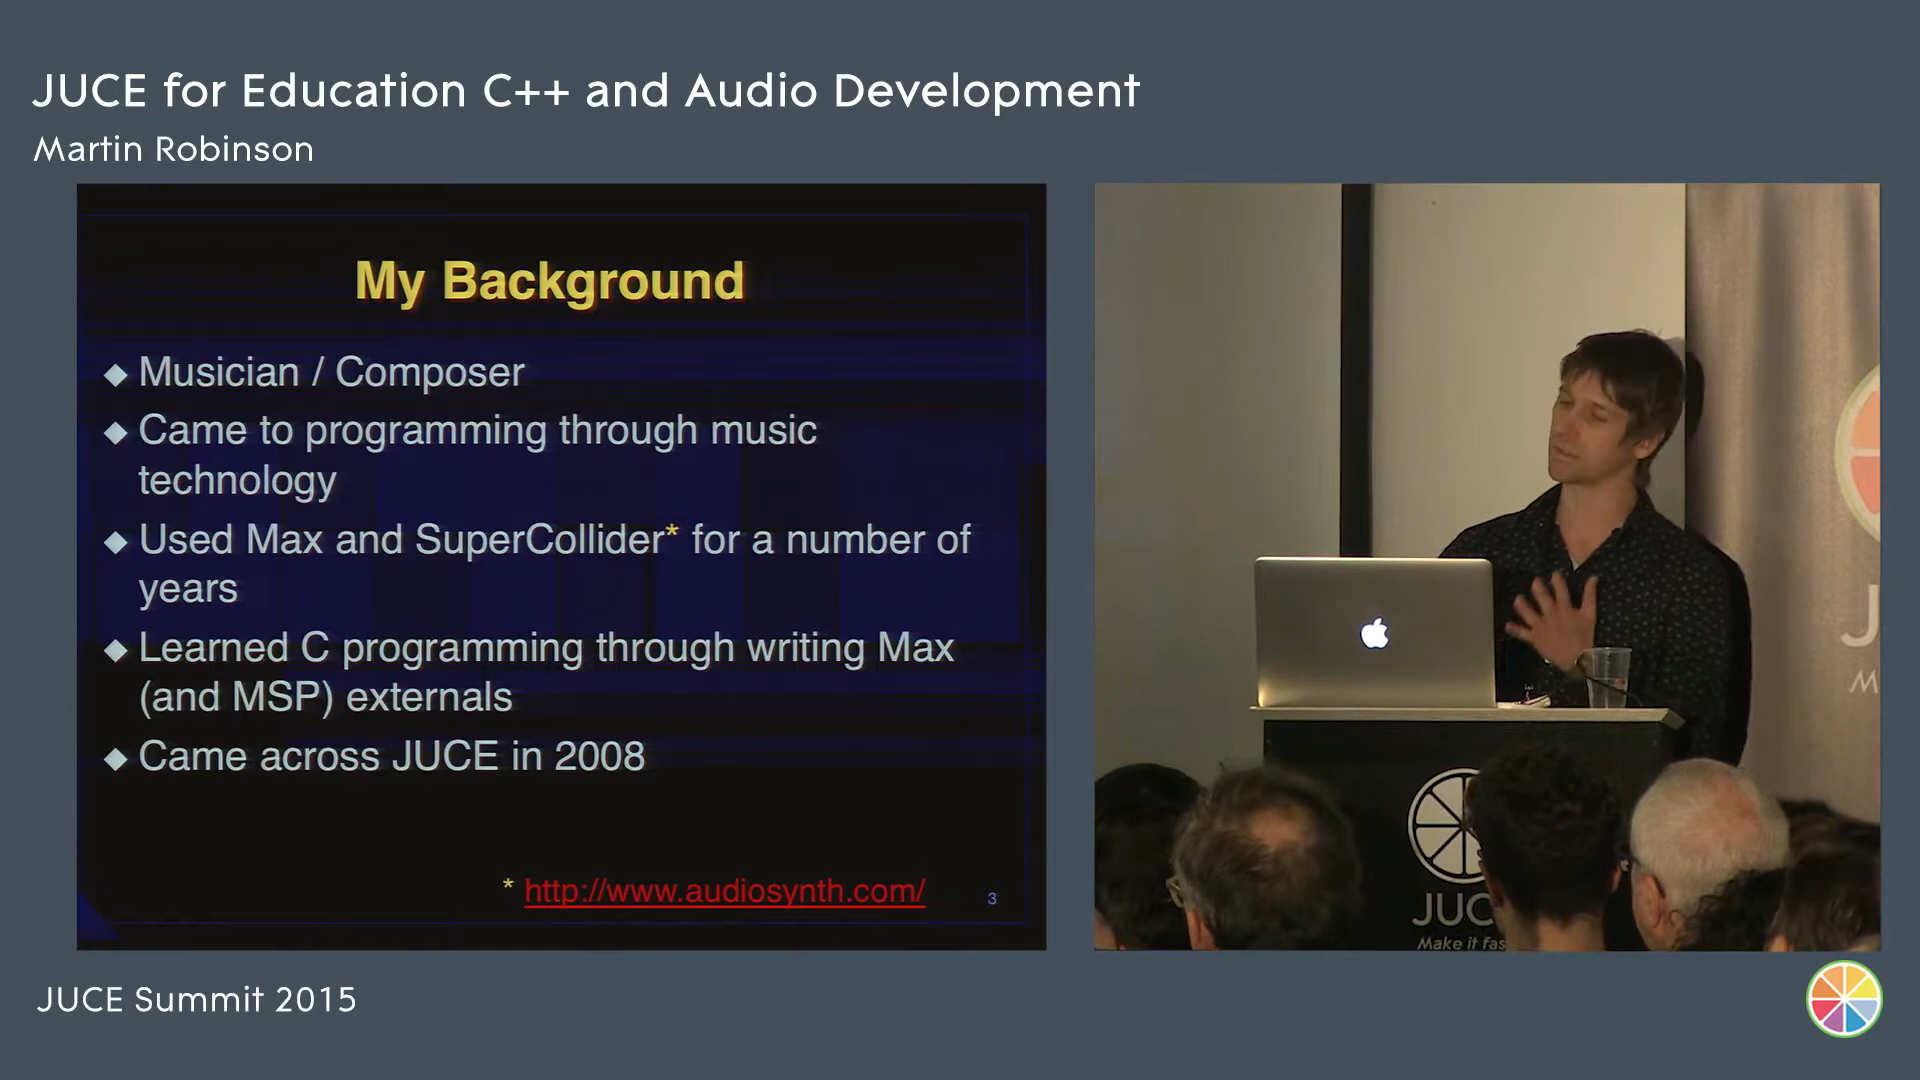 JUCE for Education C++ and Audio Development
Martin Robinson
My Background
◆ Musician / Composer
◆ Came to programming through music
technology
◆ Used Max and SuperCollider* for a number of
years
◆ Learned C programming through writing Max
(and MSP) externals
◆ Came across JUCE in 2008
* http://www.audiosynth.com/
3
JUC
Make it fas
J
M
JUCE Summit 2015